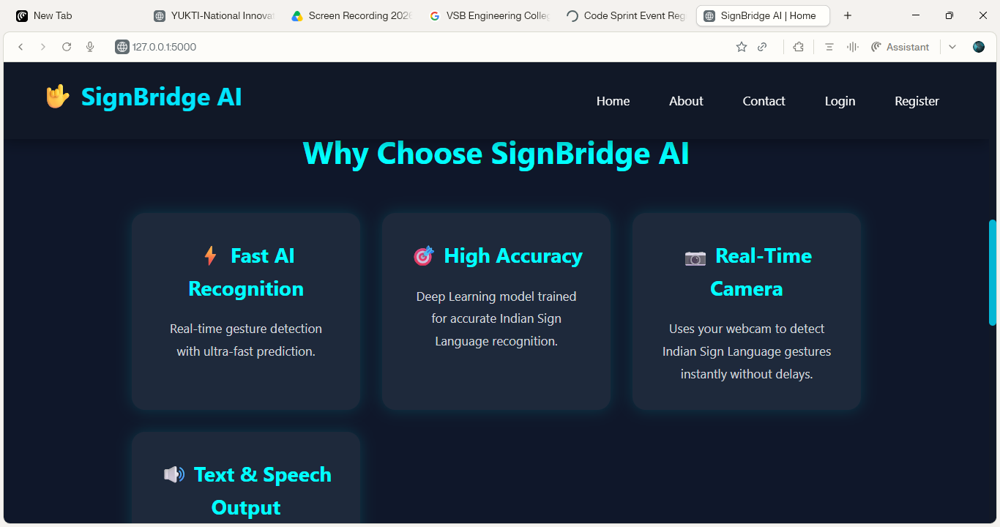 New Tab
YUKTI-National Innova
Screen Recording 202
VSB Engineering Colle
Code Sprint Event Reg
SignBridge AI | Home
127.0.0.1:5000
Assistant
SignBridge AI
Home
About
Contact
Login
Register
Why Choose SignBridge AI
Fast AI
Recognition
Real-time gesture detection
with ultra-fast prediction.
High Accuracy
Deep Learning model trained
for accurate Indian Sign
Language recognition.
Real-Time
Camera
Uses your webcam to detect
Indian Sign Language gestures
instantly without delays.
Text & Speech
Output